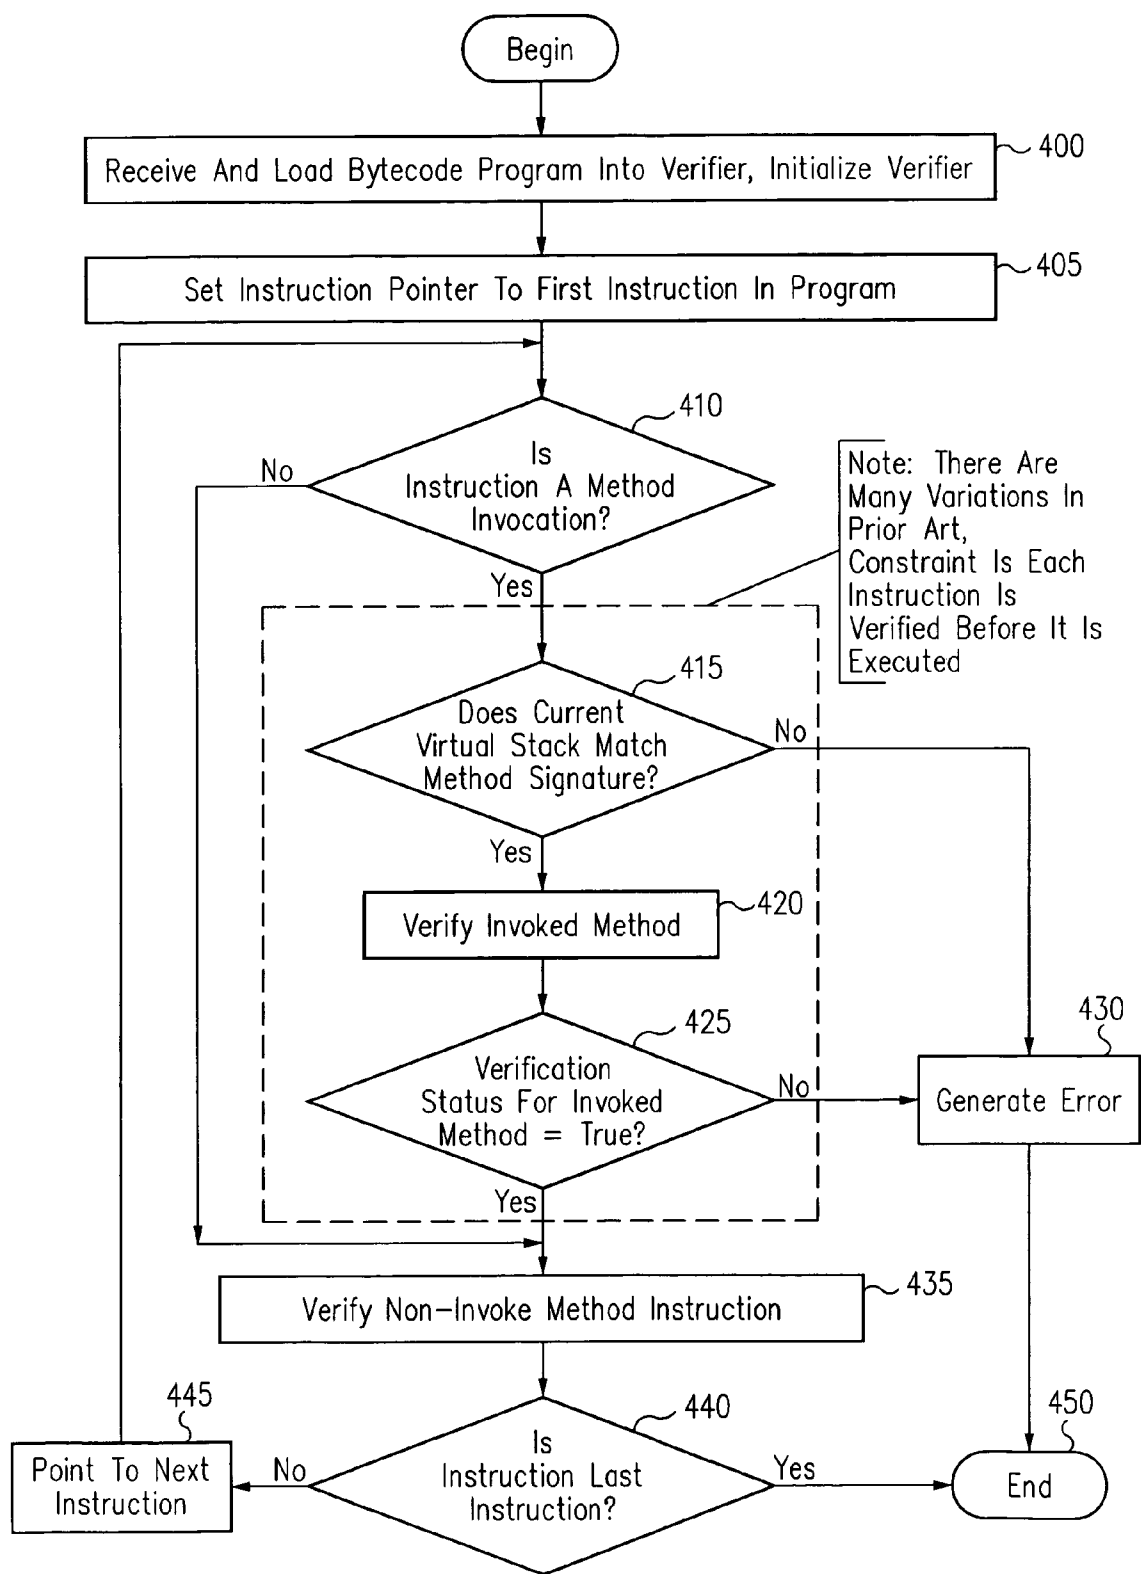 Begin
Receive And Load Bytecode Program Into Verifier, Initialize Verifier
400
Set Instruction Pointer To First Instruction In Program
405
410
Is
Instruction A Method
Invocation?
No
Yes
Note: There Are
Many Variations In
Prior Art,
Constraint Is Each
Instruction Is
Verified Before It Is
Executed
415
Does Current
Virtual Stack Match
Method Signature?
No
Yes
Verify Invoked Method
420
425
Verification
Status For Invoked
Method = True?
No
Yes
430
Generate Error
Verify Non-Invoke Method Instruction
435
440
Is
Instruction Last
Instruction?
No
Yes
445
Point To Next
Instruction
450
End